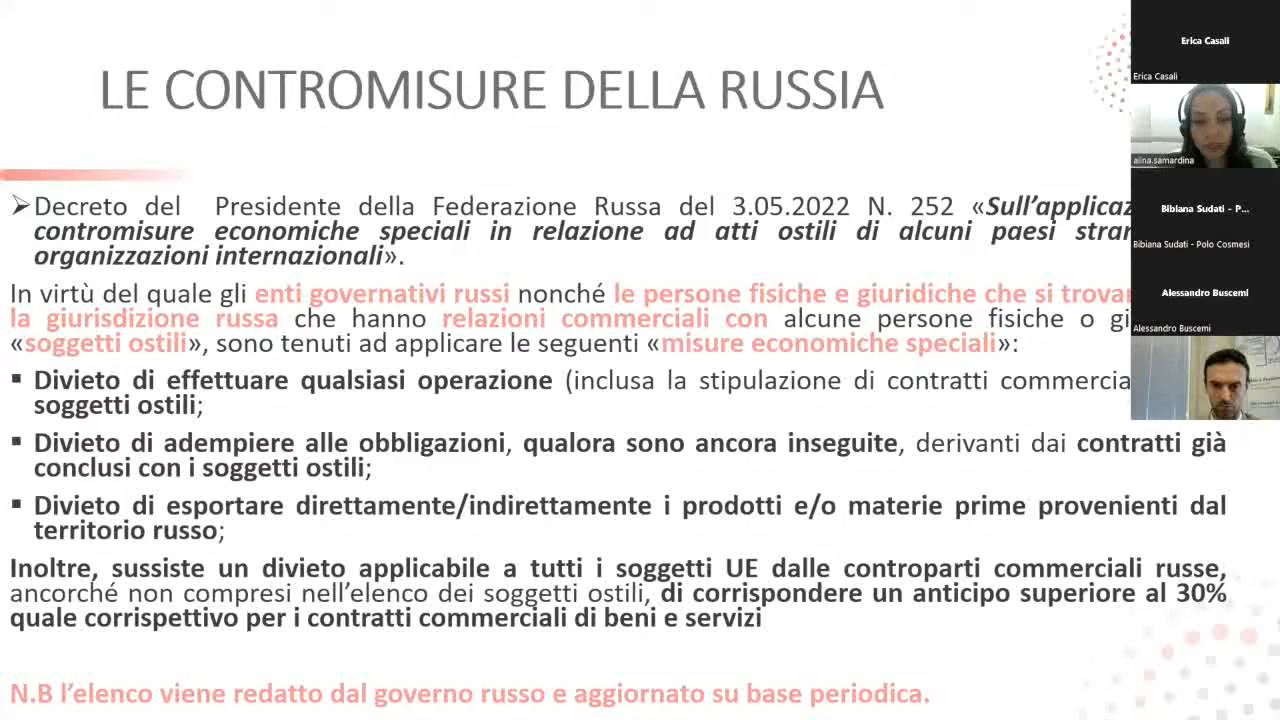 LE CONTROMISURE DELLA RUSSIA
➢Decreto del Presidente della Federazione Russa del 3.05.2022 N. 252 «Sull'applicaz
contromisure economiche speciali in relazione ad atti ostili di alcuni paesi stran
organizzazioni internazionali».
In virtù del quale gli enti governativi russi nonché le persone fisiche e giuridiche che si trovan
la giurisdizione russa che hanno relazioni commerciali con alcune persone fisiche o gi
«soggetti ostili», sono tenuti ad applicare le seguenti «misure economiche speciali»:
▪ Divieto di effettuare qualsiasi operazione (inclusa la stipulazione di contratti commercia
soggetti ostili;
▪ Divieto di adempiere alle obbligazioni, qualora sono ancora inseguite, derivanti dai contratti già
conclusi con i soggetti ostili;
▪ Divieto di esportare direttamente/indirettamente i prodotti e/o materie prime provenienti dal
territorio russo;
Inoltre, sussiste un divieto applicabile a tutti i soggetti UE dalle controparti commerciali russe,
ancorché non compresi nell'elenco dei soggetti ostili, di corrispondere un anticipo superiore al 30%
quale corrispettivo per i contratti commerciali di beni e servizi
N.B l'elenco viene redatto dal governo russo e aggiornato su base periodica.
Erica Casali
Erica Casali
alina.samardina
Bibiana Sudati - P...
Bibiana Sudati - Polo Cosmesi
Alessandro Buscemi
Alessandro Buscemi